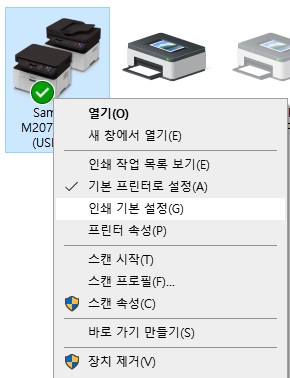 Sam
M207
(USI
열기(O)
새 창에서 열기(E)
인쇄 작업 목록 보기(E)
기본 프린터로 설정(A)
인쇄 기본 설정(G)
프린터 속성(P)
스캔 시작(T)
스캔 프로필(F)...
스캔 속성(C)
바로 가기 만들기(S)
장치 제거(V)